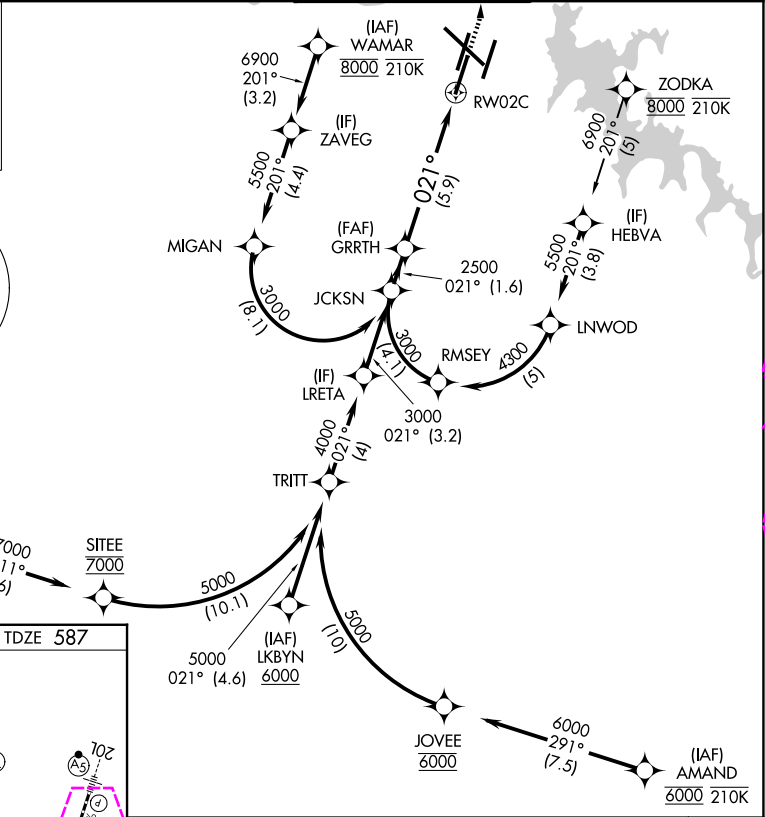 (IAF)
WAMAR
8000 210K
6900
201°
(3.2)
(IF)
ZAVEG
5500
201°
(4.4)
MIGAN
3000
(8.1)
RW02C
021°
(5.9)
(FAF)
GRRTH
2500
021° (1.6)
JCKSN
ZODKA
8000 210K
6900
201°
(5)
(IF)
HEBVA
5500
201°
(3.8)
LNWOD
4300
(5)
RMSEY
3000
(4.1)
(IF)
LRETA
3000
021° (3.2)
4000
021°
(4)
TRITT
7000
SITEE
7000
5000
(10.1)
5000
021° (4.6)
(IAF)
LKBYN
6000
5000
(10)
JOVEE
6000
6000
291°
(7.5)
(IAF)
AMAND
6000 210K
TDZE 587
20L
A5
P